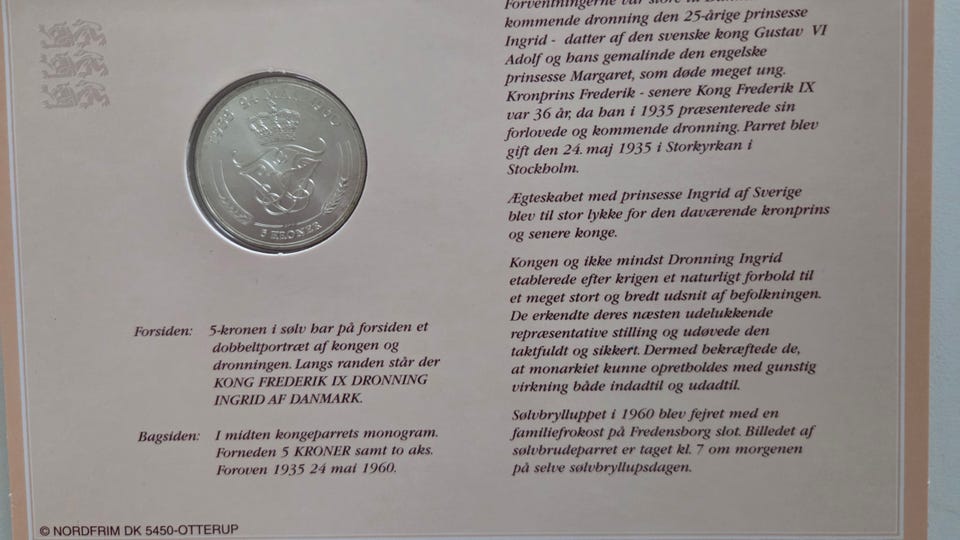 Forventningerne var store til
kommende dronning den 25-årige prinsesse
Ingrid - datter af den svenske kong Gustav VI
Adolf og hans gemalinde den engelske
prinsesse Margaret, som døde meget ung.
Kronprins Frederik - senere Kong Frederik IX
var 36 år, da han i 1935 præsenterede sin
forlovede og kommende dronning. Parret blev
gift den 24. maj 1935 i Storkyrkan i
Stockholm.
Ægteskabet med prinsesse Ingrid af Sverige
blev til stor lykke for den daværende kronprins
og senere konge.
Kongen og ikke mindst Dronning Ingrid
etablerede efter krigen et naturligt forhold til
et meget stort og bredt udsnit af befolkningen.
De erkendte deres næsten udelukkende
repræsentative stilling og udøvede den
taktfuldt og sikkert. Dermed bekræftede de,
at monarkiet kunne opretholdes med gunstig
virkning både indadtil og udadtil.
Sølvbrylluppet i 1960 blev fejret med en
familiefrokost på Fredensborg slot. Billedet af
sølvbrudeparret er taget kl. 7 om morgenen
på selve sølvbryllupsdagen.
24 MAJ
5 KRONER
Forsiden: 5-kronen i sølv har på forsiden et
dobbeltportræt af kongen og
dronningen. Langs randen står der
KONG FREDERIK IX DRONNING
INGRID AF DANMARK.
Bagsiden: I midten kongeparrets monogram.
Forneden 5 KRONER samt to aks.
Foroven 1935 24 mai 1960.
© NORDFRIM DK 5450-OTTERUP